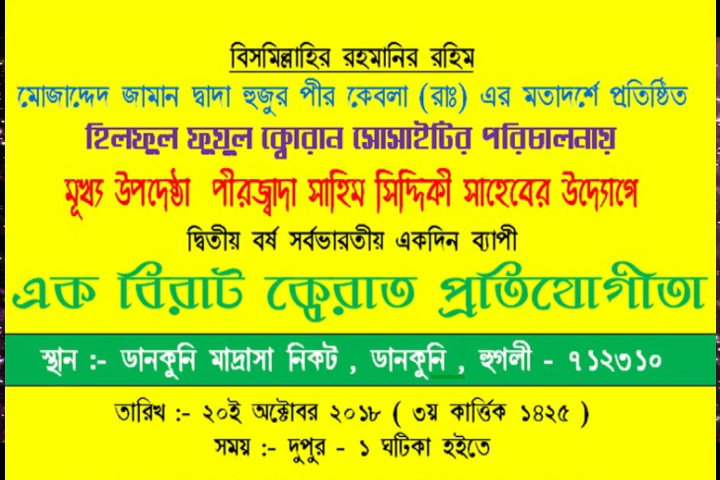 বিসমিল্লাহির রহমানির রহিম
মোজাদ্দেদ জামান দ্বাদা হুজুর পীর কেবলা (রাঃ) এর মতাদর্শে প্রতিষ্ঠিত
হিলফুল ফুযুল ক্বোরান সোসাইটির পরিচালনায়
মূখ্য উপদেষ্ঠা পীরজ্বাদা সাহিম সিদ্দিকী সাহেবের উদ্যোগে
দ্বিতীয় বর্ষ সর্বভারতীয় একদিন ব্যাপী
এক বিরাট ক্বেরাত প্রতিযোগীতা
স্থান :- ডানকুনি মাদ্রাসা নিকট , ডানকুনি , হুগলী - ৭১২৩১০
তারিখ :- ২০ই অক্টোবর ২০১৮ ( ৩য় কার্ত্তিক ১৪২৫ )
সময় :- দুপুর - ১ ঘটিকা হইতে